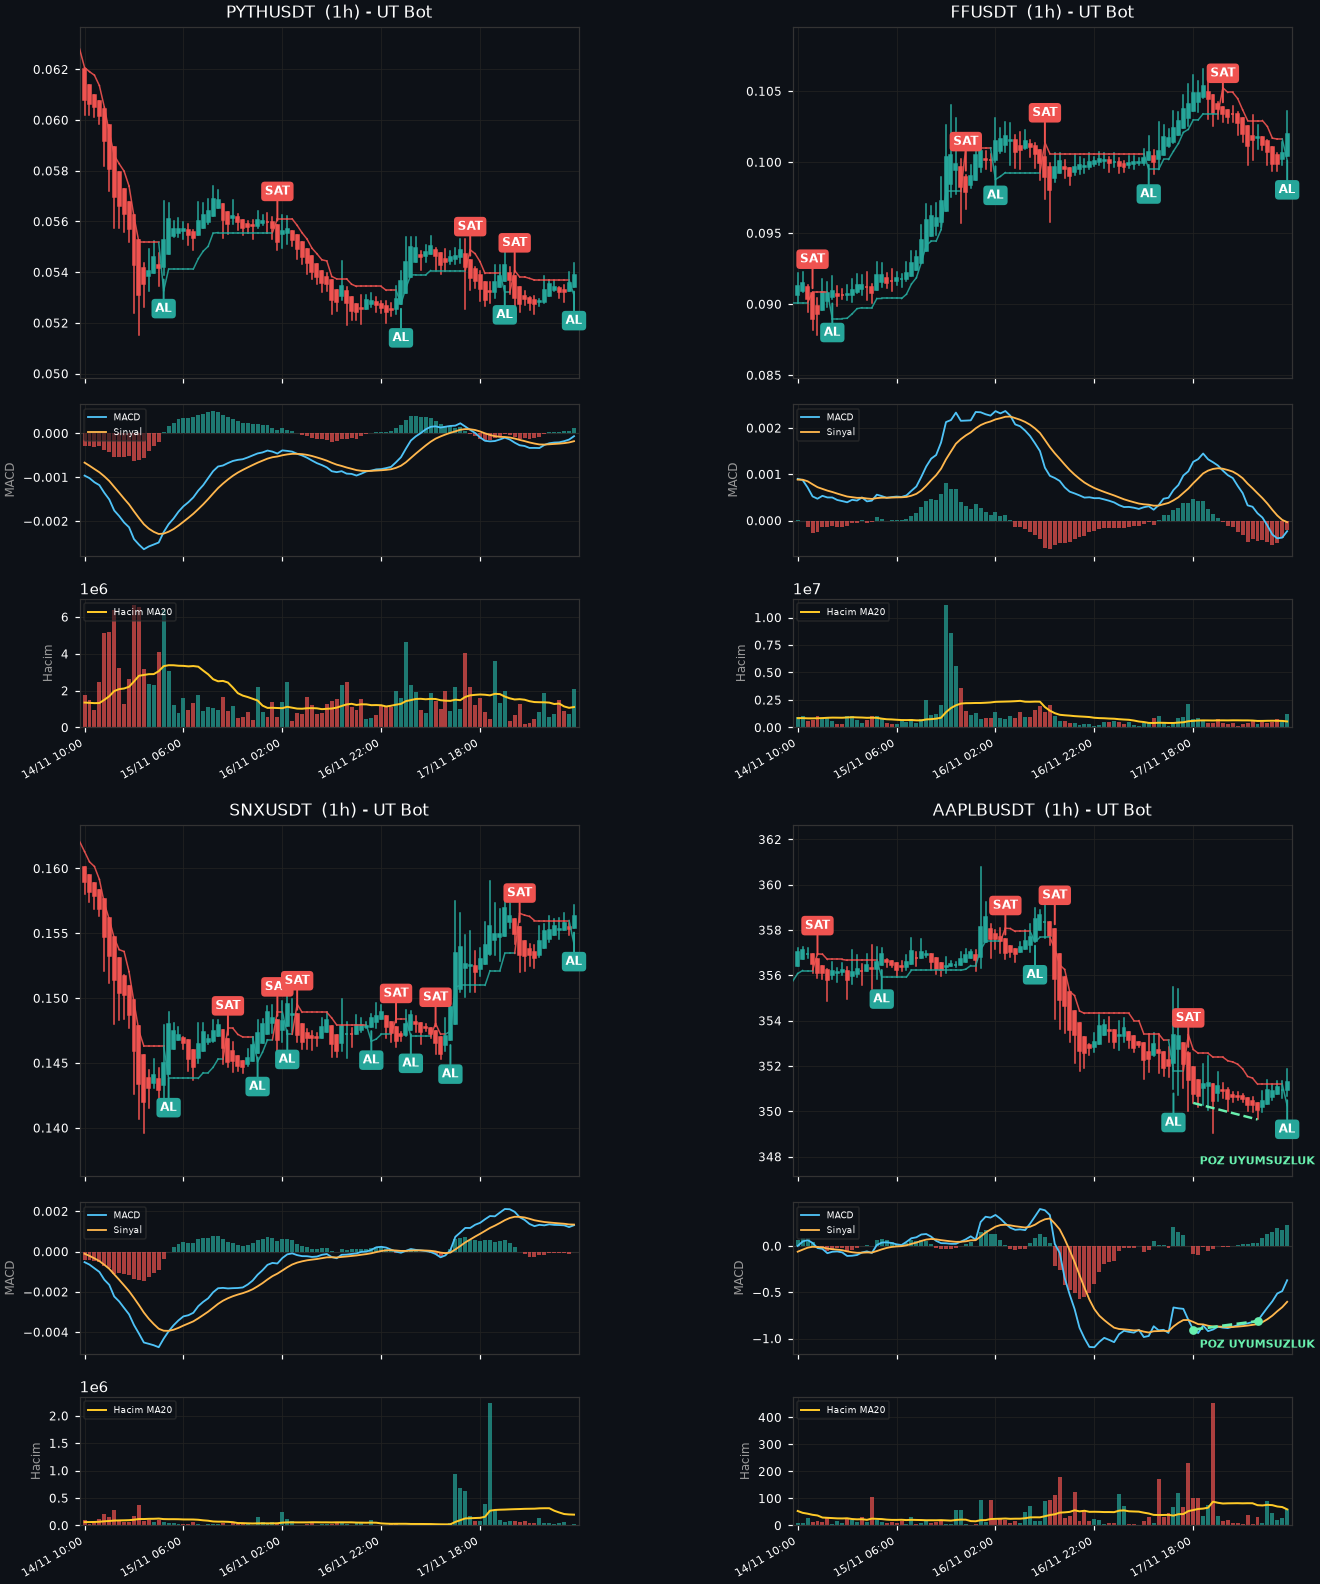 PYTHUSDT (1h) - UT Bot
0.062
0.060
0.058
0.056
0.054
0.052
0.050
AL
SAT
AL
SAT
AL
SAT
AL
MACD
Sinyal
0.000
−0.001
−0.002
MACD
1e6
Hacim MA20
6
4
2
0
Hacim
14/11 10:00
15/11 06:00
16/11 02:00
16/11 22:00
17/11 18:00
FFUSDT (1h) - UT Bot
0.105
0.100
0.095
0.090
0.085
SAT
AL
SAT
AL
SAT
AL
SAT
AL
MACD
Sinyal
0.002
0.001
0.000
MACD
1e7
Hacim MA20
1.00
0.75
0.50
0.25
0.00
Hacim
14/11 10:00
15/11 06:00
16/11 02:00
16/11 22:00
17/11 18:00
SNXUSDT (1h) - UT Bot
0.160
0.155
0.150
0.145
0.140
AL
SAT
AL
SA
AL
SAT
AL
SAT
AL
SAT
AL
SAT
AL
MACD
Sinyal
0.002
0.000
−0.002
−0.004
MACD
1e6
Hacim MA20
2.0
1.5
1.0
0.5
0.0
Hacim
14/11 10:00
15/11 06:00
16/11 02:00
16/11 22:00
17/11 18:00
AAPLBUSDT (1h) - UT Bot
362
360
358
356
354
352
350
348
SAT
AL
SAT
AL
SAT
AL
SAT
AL
POZ UYUMSUZLUK
MACD
Sinyal
0.0
−0.5
−1.0
MACD
POZ UYUMSUZLUK
Hacim MA20
400
300
200
100
0
Hacim
14/11 10:00
15/11 06:00
16/11 02:00
16/11 22:00
17/11 18:00